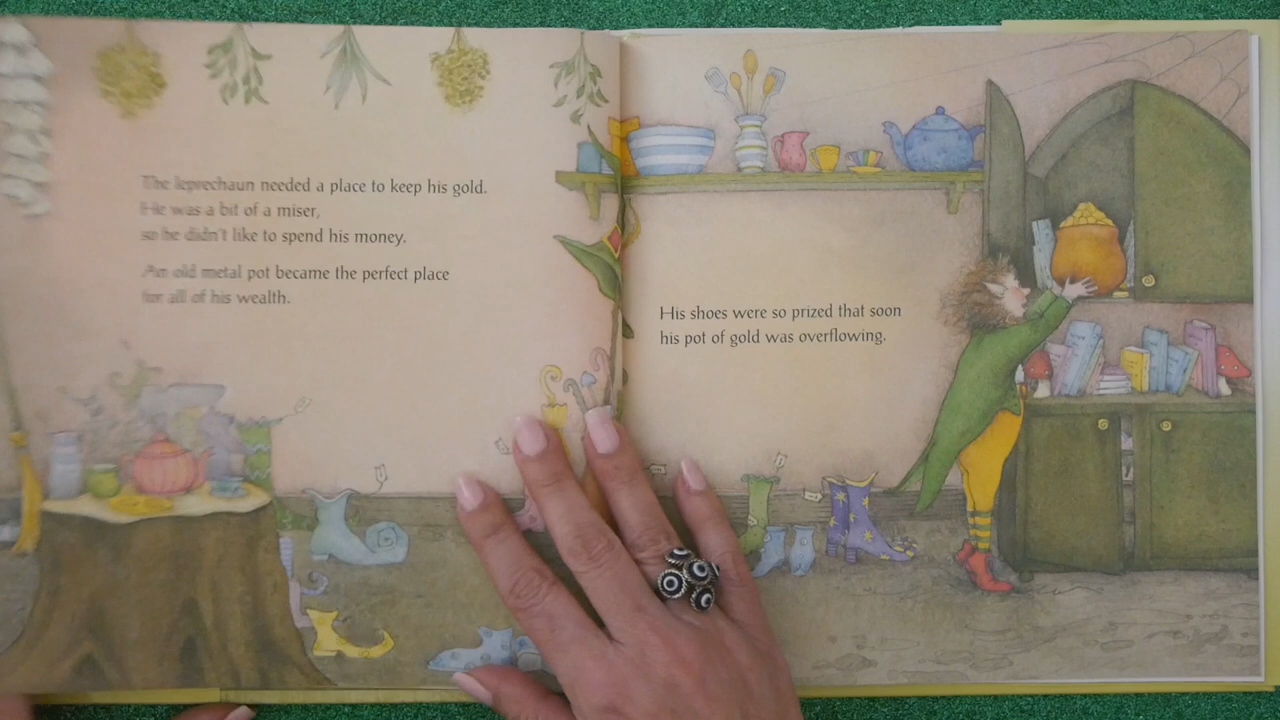 The leprechaun needed a place to keep his gold.
He was a bit of a miser,
so he didn't like to spend his money.
An old metal pot became the perfect place
for all of his wealth.
His shoes were so prized that soon
his pot of gold was overflowing.